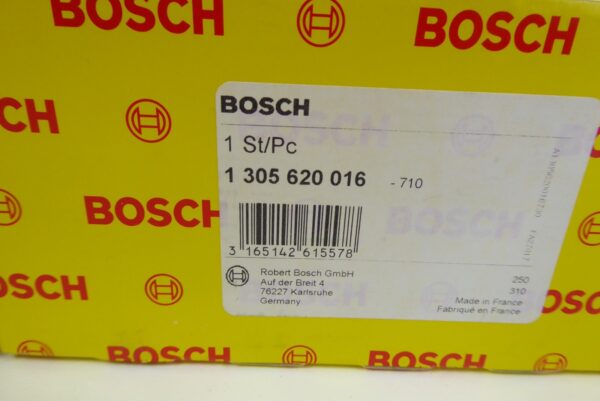 BOSCH
BOSCH
BOSCH
BOSCH
BOSCH
1 St/Pc
1 305 620 016 - 710
BOSCH
BOSCH
3 165142 615578
Robert Bosch GmbH
Auf der Breit 4
76227 Karlsruhe
Germany
250
310
Made in France
Fabriqué en France
OSCH
BOSCH
BOSCH
BOSCH